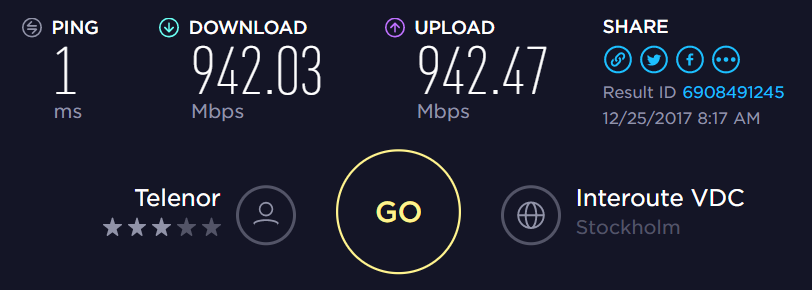 PING
1
ms
DOWNLOAD
942.03
Mbps
UPLOAD
942.47
Mbps
SHARE
Result ID 6908491245
12/25/2017 8:17 AM
Telenor
GO
Interoute VDC
Stockholm